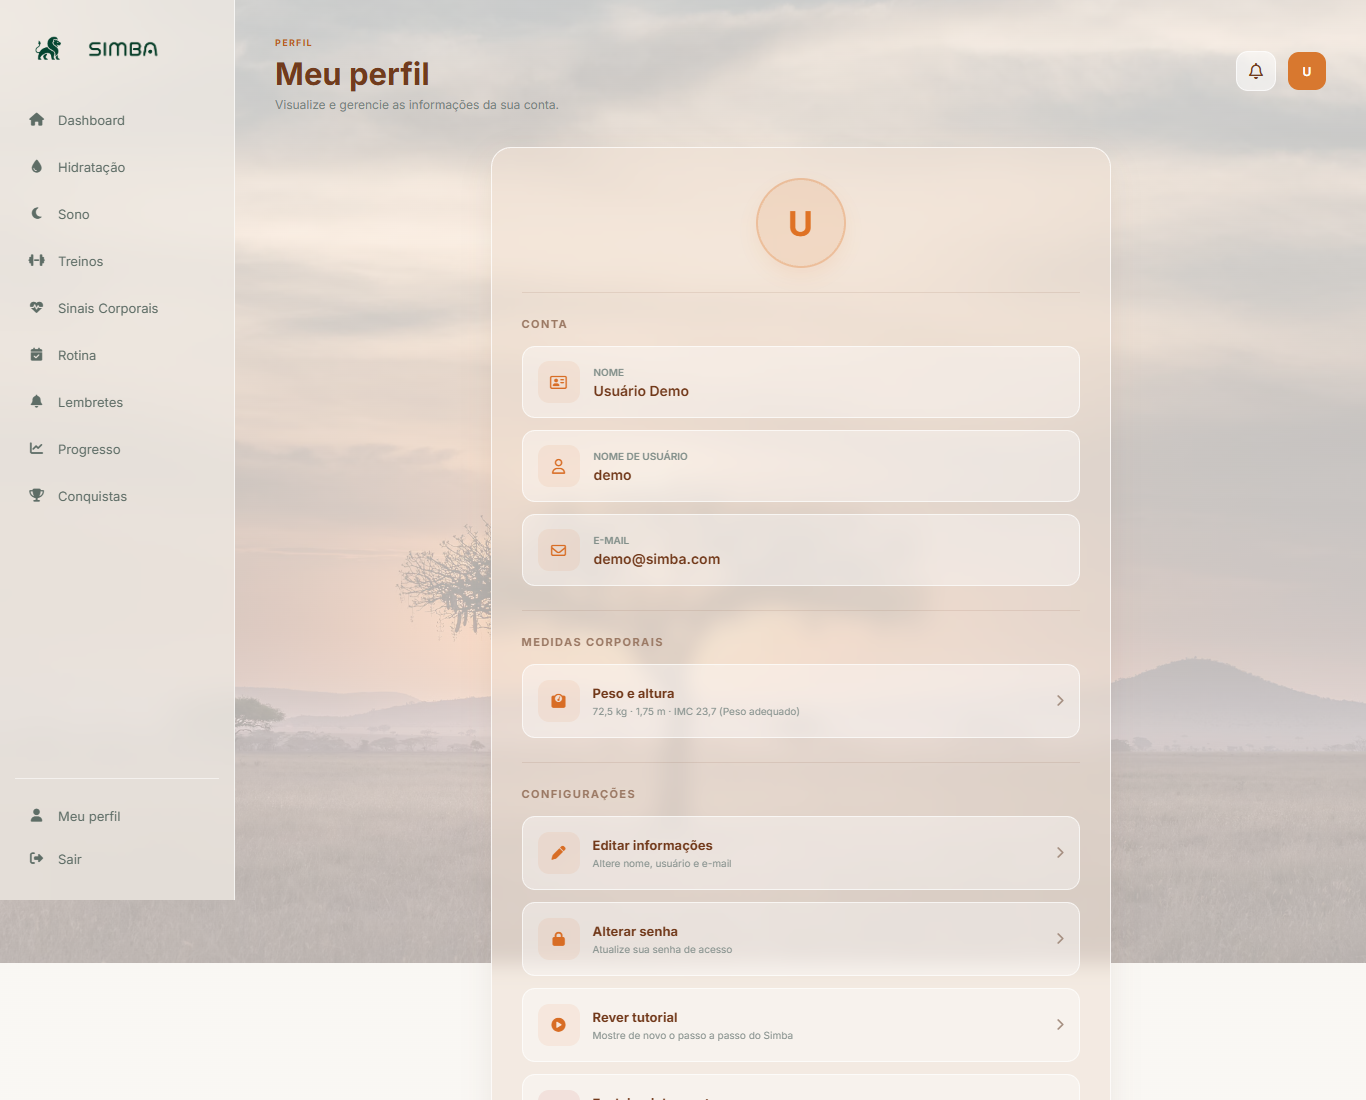 SIMBA
Dashboard
Hidratação
Sono
Treinos
Sinais Corporais
Rotina
Lembretes
Progresso
Conquistas
Meu perfil
Sair
PERFIL
Meu perfil
Visualize e gerencie as informações da sua conta.
U
U
CONTA
NOME
Usuário Demo
NOME DE USUÁRIO
demo
E-MAIL
demo@simba.com
MEDIDAS CORPORAIS
Peso e altura
72,5 kg · 1,75 m · IMC 23,7 (Peso adequado)
CONFIGURAÇÕES
Editar informações
Altere nome, usuário e e-mail
Alterar senha
Atualize sua senha de acesso
Rever tutorial
Mostre de novo o passo a passo do Simba